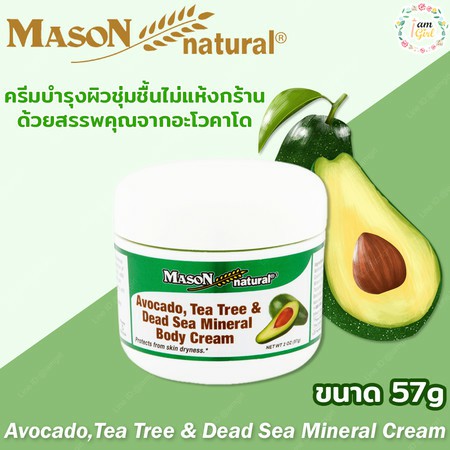 MASON natural®
i am Girl
ครีมบำรุงผิวชุ่มชื้นไม่แห้งกร้าน
ด้วยสรรพคุณจากอะโวคาโด
MASON natural®
Avocado, Tea Tree &
Dead Sea Mineral
Body Cream
Protects from skin dryness.*
NET WT 2 OZ (57g)
ขนาด 57g
Avocado,Tea Tree & Dead Sea Mineral Cream